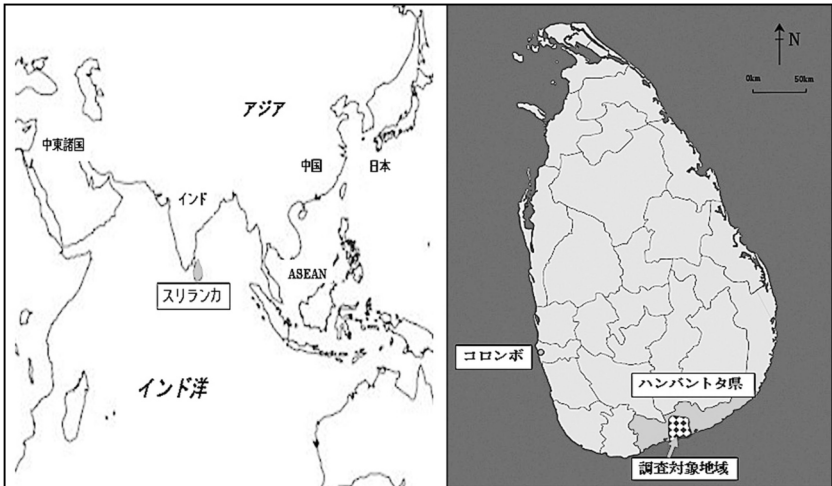 アジア
中東諸国
中国
日本
インド
ASEAN
スリランカ
インド洋
N
0km 50km
コロンボ
ハンバントタ県
調査対象地域